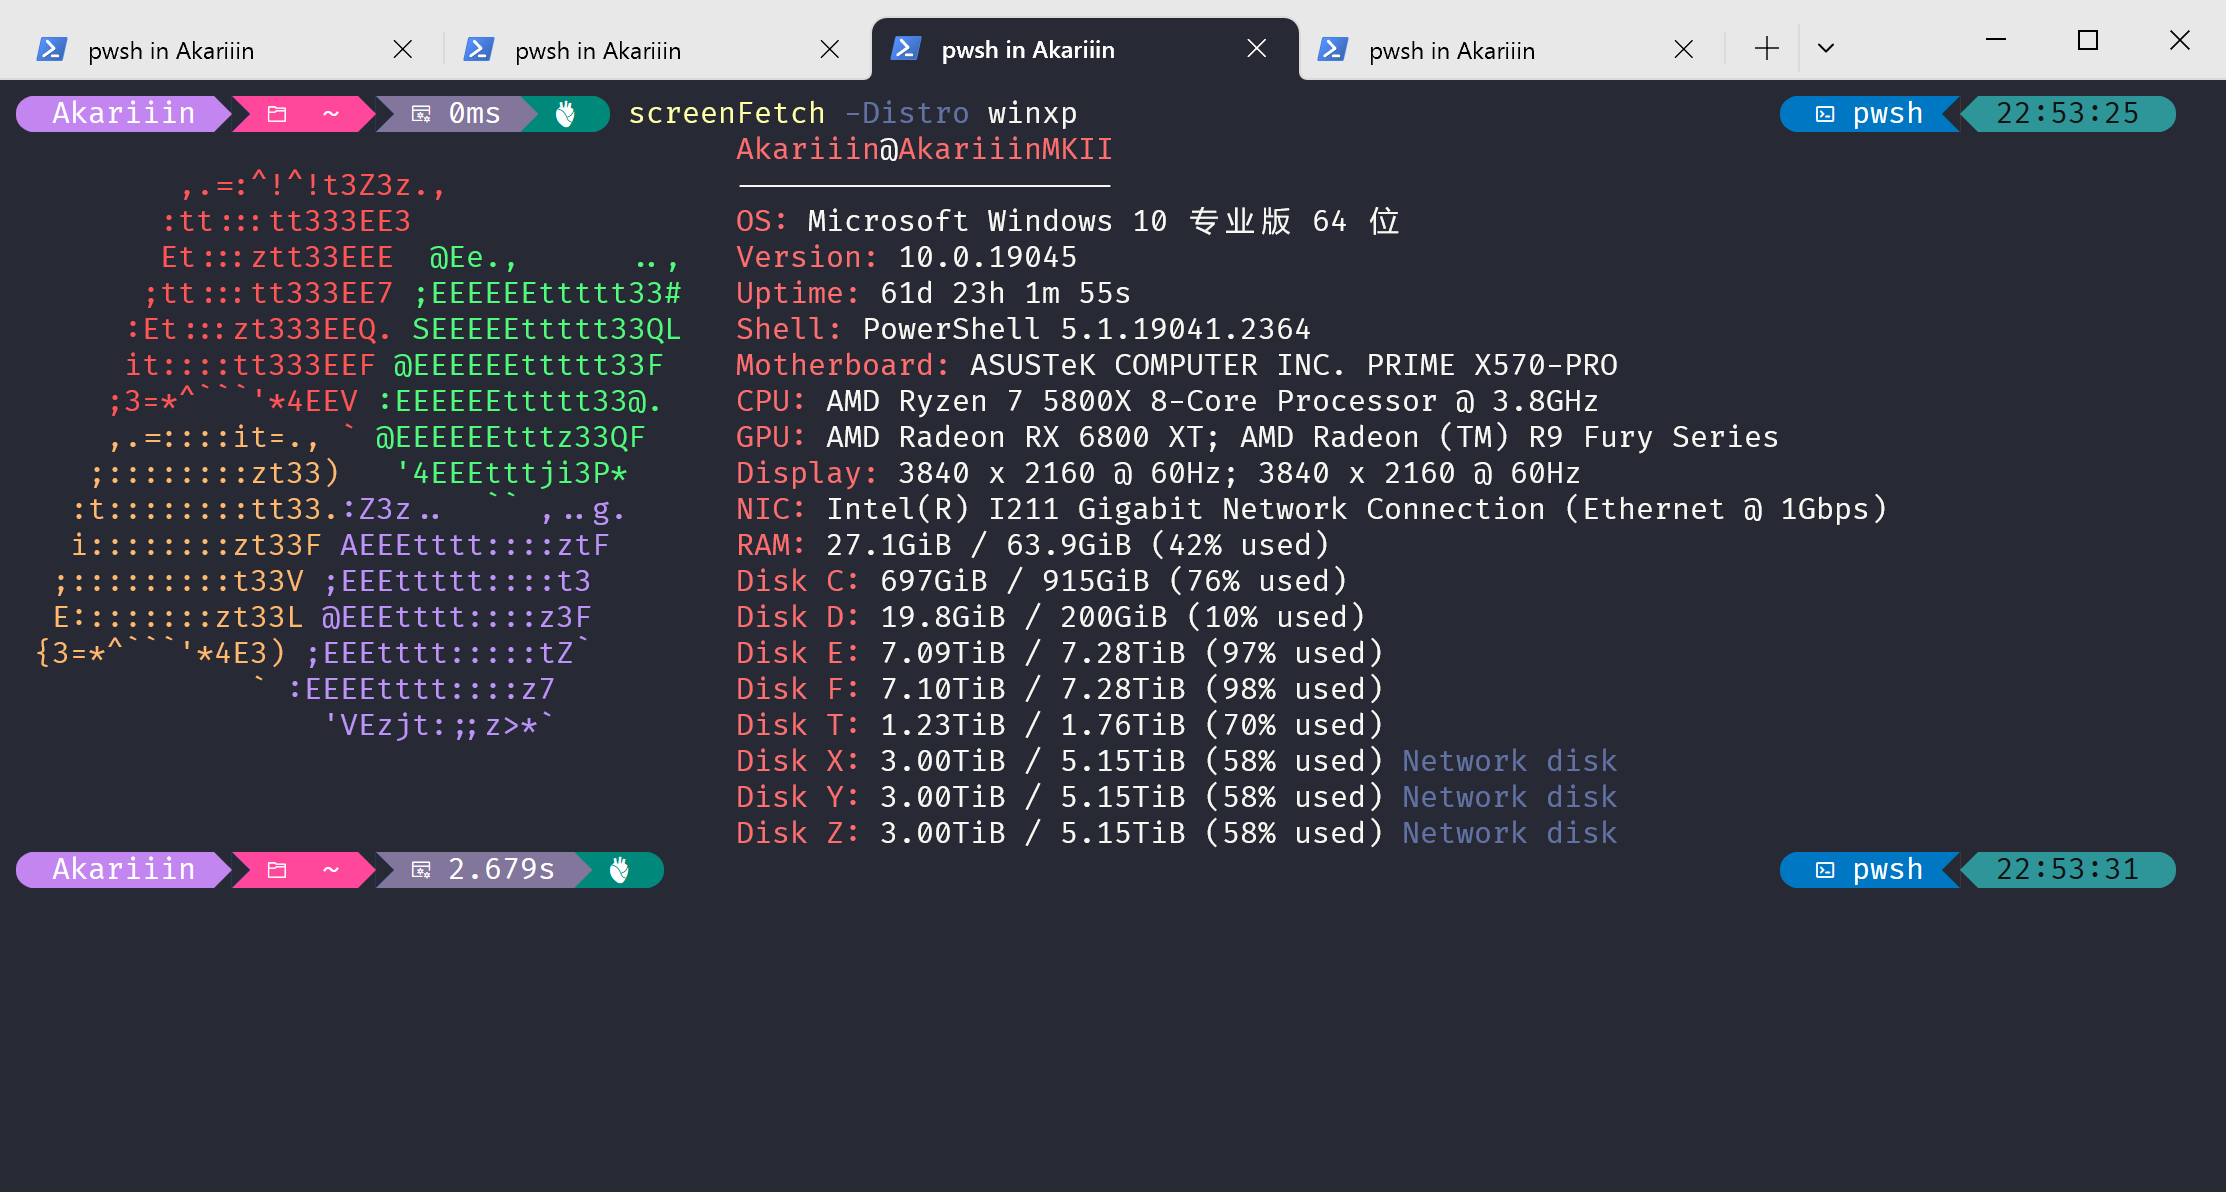 pwsh in Akariiin pwsh in Akariiin pwsh in Akariiin pwsh in Akariiin
Akariiin ~ 0ms screenFetch -Distro winxp pwsh 22:53:25
Akariiin@AkariiinMKII
,.=:^!^!t3Z3z., ---------------------
:tt:::tt333EE3 OS: Microsoft Windows 10 专业版 64 位
Et:::ztt33EEE @Ee., .., Version: 10.0.19045
;tt:::tt333EE7 ;EEEEEEttttt33# Uptime: 61d 23h 1m 55s
:Et:::zt333EEQ. SEEEEEttttt33QL Shell: PowerShell 5.1.19041.2364
it::::tt333EEF @EEEEEEttttt33F Motherboard: ASUSTeK COMPUTER INC. PRIME X570-PRO
;3=*^```'*4EEV :EEEEEEttttt33@. CPU: AMD Ryzen 7 5800X 8-Core Processor @ 3.8GHz
,.=::::it=., ` @EEEEEEtttz33QF GPU: AMD Radeon RX 6800 XT; AMD Radeon (TM) R9 Fury Series
;::::::::zt33) '4EEEtttji3P* Display: 3840 x 2160 @ 60Hz; 3840 x 2160 @ 60Hz
:t::::::::tt33.:Z3z.. `` ,..g. NIC: Intel(R) I211 Gigabit Network Connection (Ethernet @ 1Gbps)
i::::::::zt33F AEEEtttt::::ztF RAM: 27.1GiB / 63.9GiB (42% used)
;:::::::::t33V ;EEEttttt::::t3 Disk C: 697GiB / 915GiB (76% used)
E::::::::zt33L @EEEtttt::::z3F Disk D: 19.8GiB / 200GiB (10% used)
{3=*^```'*4E3) ;EEEtttt:::::tZ` Disk E: 7.09TiB / 7.28TiB (97% used)
` :EEEEtttt::::z7 Disk F: 7.10TiB / 7.28TiB (98% used)
'VEzjt:;;z>*` Disk T: 1.23TiB / 1.76TiB (70% used)
Disk X: 3.00TiB / 5.15TiB (58% used) Network disk
Disk Y: 3.00TiB / 5.15TiB (58% used) Network disk
Disk Z: 3.00TiB / 5.15TiB (58% used) Network disk
Akariiin ~ 2.679s pwsh 22:53:31